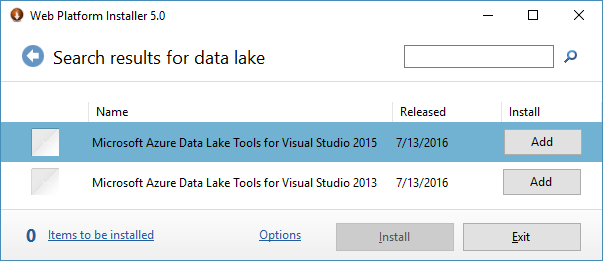 Web Platform Installer 5.0
Search results for data lake
Name Released Install
Microsoft Azure Data Lake Tools for Visual Studio 2015 7/13/2016 Add
Microsoft Azure Data Lake Tools for Visual Studio 2013 7/13/2016 Add
0 Items to be installed Options Install Exit